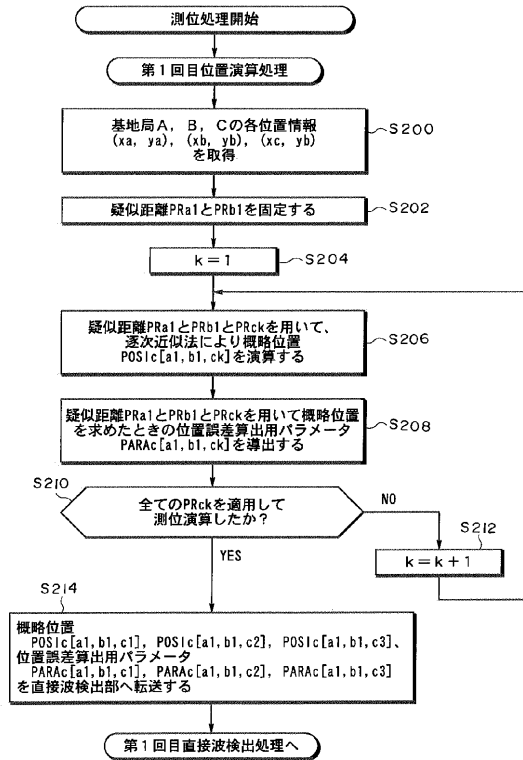 測位処理開始
第1回目位置演算処理
基地局A, B, Cの各位置情報
(xa, ya), (xb, yb), (xc, yb)
を取得
S200
疑似距離PRa1とPRb1を固定する
S202
k=1
S204
疑似距離PRa1とPRb1とPRckを用いて、
逐次近似法により概略位置
POSIc[a1,b1,ck]を演算する
S206
疑似距離PRa1とPRb1とPRckを用いて概略位置
を求めたときの位置誤差算出用パラメータ
PARAc[a1,b1,ck]を導出する
S208
S210
全てのPRckを適用して
測位演算したか?
NO
S212
k=k+1
YES
S214
概略位置
POSIc[a1,b1,c1], POSIc[a1,b1,c2], POSIc[a1,b1,c3]、
位置誤差算出用パラメータ
PARAc[a1,b1,c1], PARAc[a1,b1,c2], PARAc[a1,b1,c3]
を直接波検出部へ転送する
第1回目直接波検出処理へ